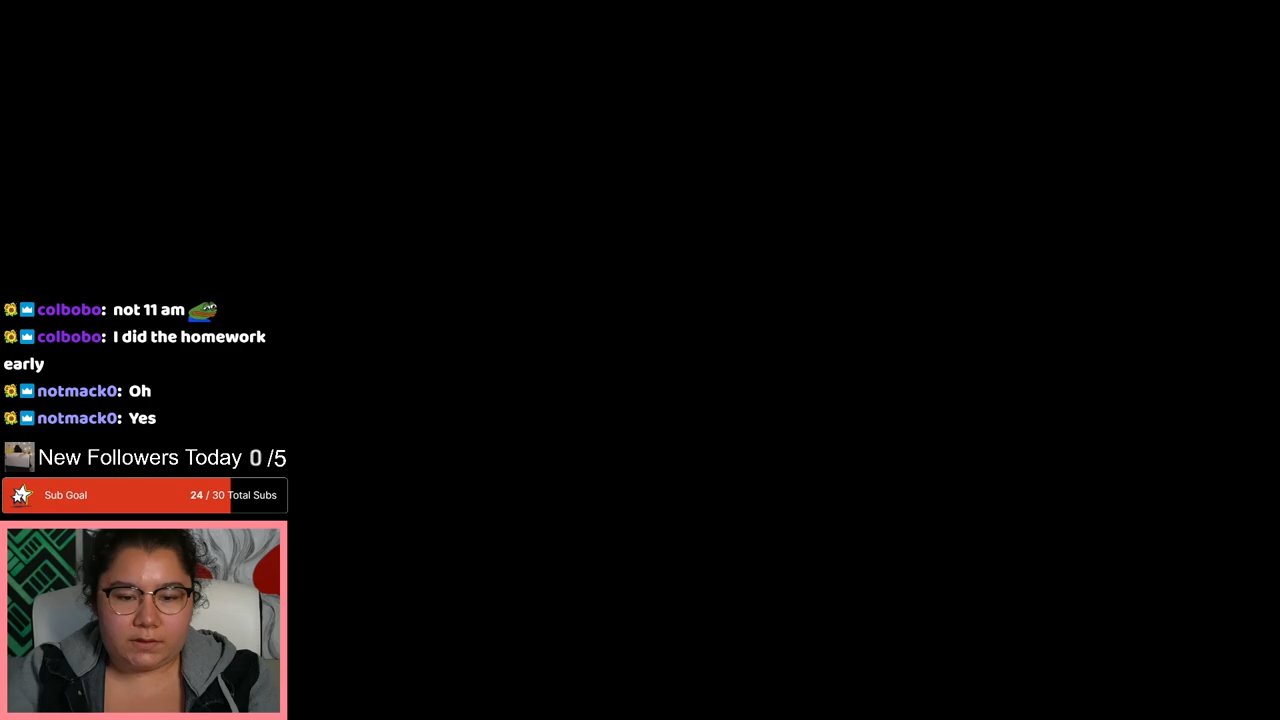 colbobo: not 11 am
colbobo: I did the homework
early
notmack0: Oh
notmack0: Yes
New Followers Today 0 /5
Sub Goal 24 / 30 Total Subs